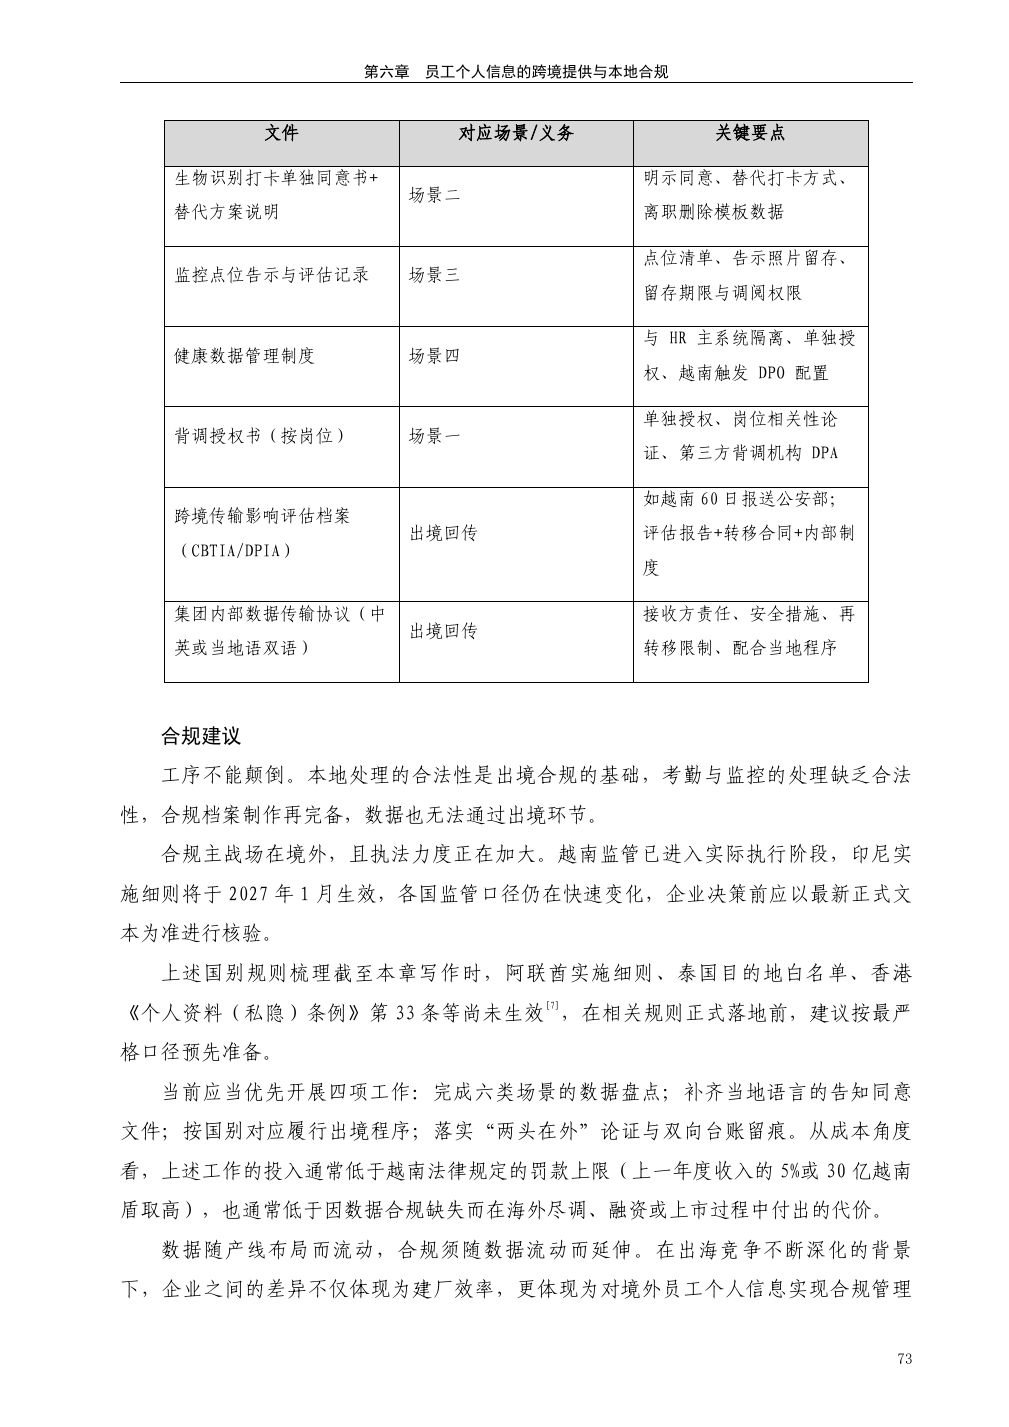 第六章　员工个人信息的跨境提供与本地合规
文件　对应场景/义务　关键要点
生物识别打卡单独同意书+
替代方案说明
场景二
明示同意、替代打卡方式、
离职删除模板数据
监控点位告示与评估记录
场景三
点位清单、告示照片留存、
留存期限与调阅权限
健康数据管理制度
场景四
与 HR 主系统隔离、单独授
权、越南触发 DPO 配置
背调授权书（按岗位）
场景一
单独授权、岗位相关性论
证、第三方背调机构 DPA
跨境传输影响评估档案
（CBTIA/DPIA）
出境回传
如越南 60 日报送公安部；
评估报告+转移合同+内部制
度
集团内部数据传输协议（中
英或当地语双语）
出境回传
接收方责任、安全措施、再
转移限制、配合当地程序
合规建议
工序不能颠倒。本地处理的合法性是出境合规的基础，考勤与监控的处理缺乏合法
性，合规档案制作再完备，数据也无法通过出境环节。
合规主战场在境外，且执法力度正在加大。越南监管已进入实际执行阶段，印尼实
施细则将于 2027 年 1 月生效，各国监管口径仍在快速变化，企业决策前应以最新正式文
本为准进行核验。
上述国别规则梳理截至本章写作时，阿联酋实施细则、泰国目的地白名单、香港
《个人资料（私隐）条例》第 33 条等尚未生效[7]，在相关规则正式落地前，建议按最严
格口径预先准备。
当前应当优先开展四项工作：完成六类场景的数据盘点；补齐当地语言的告知同意
文件；按国别对应履行出境程序；落实“两头在外”论证与双向台账留痕。从成本角度
看，上述工作的投入通常低于越南法律规定的罚款上限（上一年度收入的 5%或 30 亿越南
盾取高），也通常低于因数据合规缺失而在海外尽调、融资或上市过程中付出的代价。
数据随产线布局而流动，合规须随数据流动而延伸。在出海竞争不断深化的背景
下，企业之间的差异不仅体现为建厂效率，更体现为对境外员工个人信息实现合规管理
73